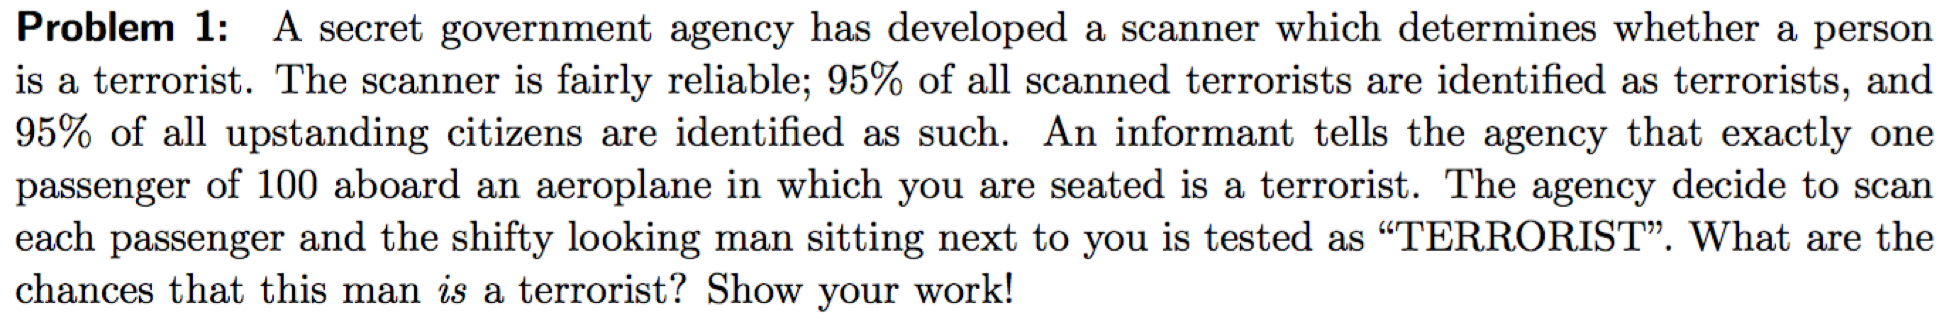 Problem 1: A secret government agency has developed a scanner which determines whether a person
is a terrorist. The scanner is fairly reliable; 95% of all scanned terrorists are identified as terrorists, and
95% of all upstanding citizens are identified as such. An informant tells the agency that exactly one
passenger of 100 aboard an aeroplane in which you are seated is a terrorist. The agency decide to scan
each passenger and the shifty looking man sitting next to you is tested as “TERRORIST”. What are the
chances that this man is a terrorist? Show your work!